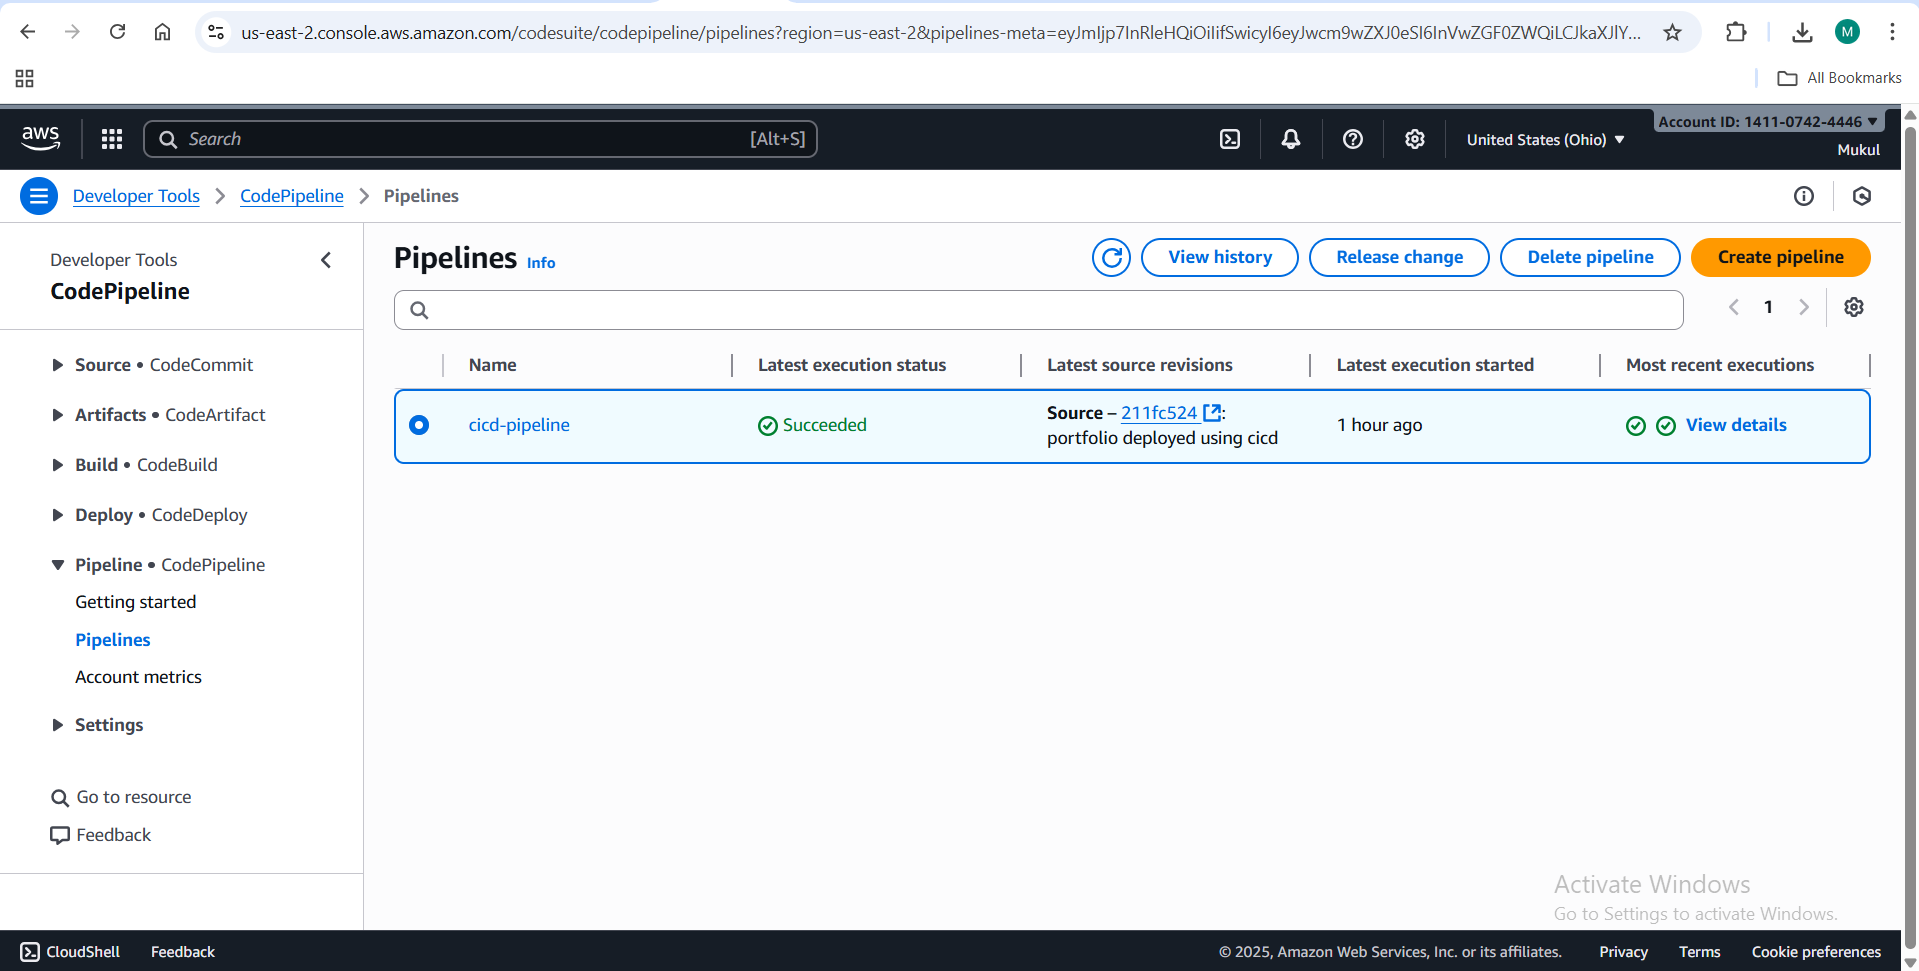 us-east-2.console.aws.amazon.com/codesuite/codepipeline/pipelines?region=us-east-2&pipelines-meta=eyJmIjp7InRleHQiOiIifSwicyI6eyJwcm9wZXJ0eSI6InVwZGF0ZWQiLCJkaXJlY...
M
All Bookmarks
aws
Search [Alt+S]
United States (Ohio)
Account ID: 1411-0742-4446
Mukul
Developer Tools
CodePipeline
Pipelines
Developer Tools
CodePipeline
Source • CodeCommit
Artifacts • CodeArtifact
Build • CodeBuild
Deploy • CodeDeploy
Pipeline • CodePipeline
Getting started
Pipelines
Account metrics
Settings
Go to resource
Feedback
Pipelines Info
View history
Release change
Delete pipeline
Create pipeline
1
Name
Latest execution status
Latest source revisions
Latest execution started
Most recent executions
cicd-pipeline
Succeeded
Source – 211fc524 :
portfolio deployed using cicd
1 hour ago
View details
Activate Windows
Go to Settings to activate Windows.
CloudShell
Feedback
© 2025, Amazon Web Services, Inc. or its affiliates.
Privacy
Terms
Cookie preferences